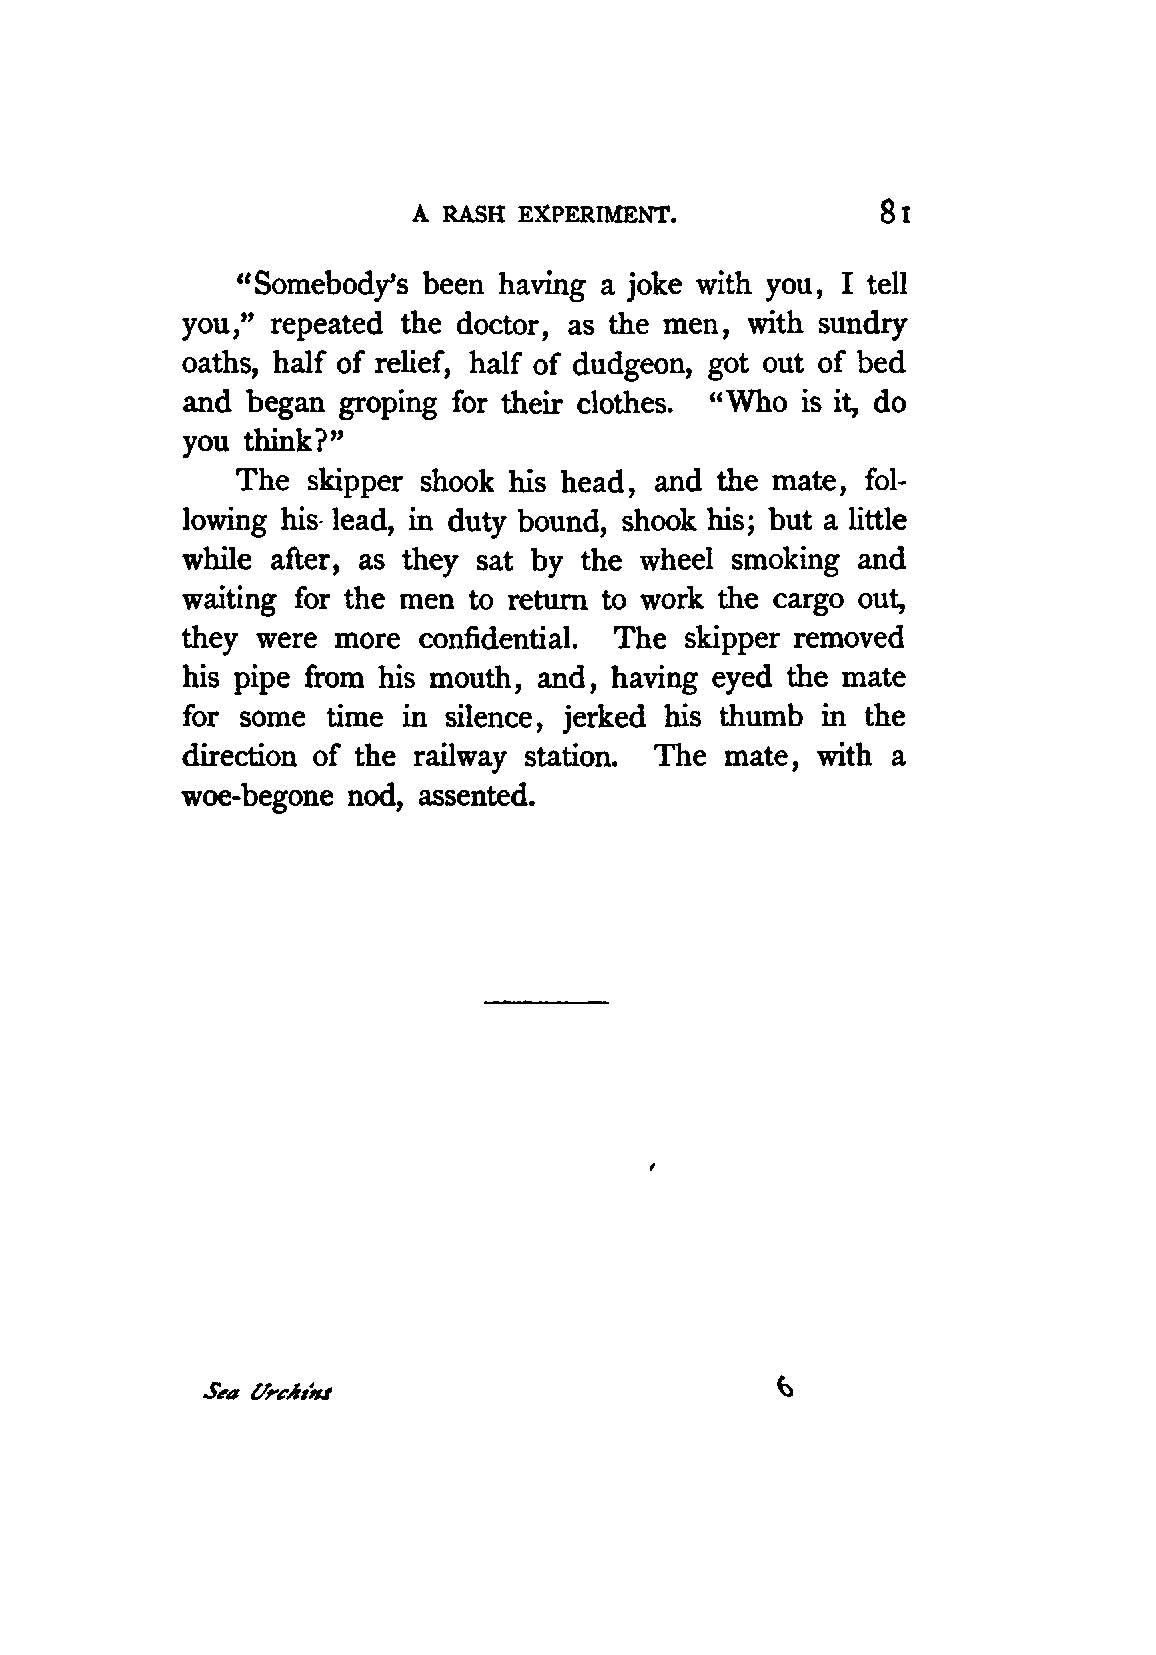 A RASH EXPERIMENT. 81
“Somebody’s been having a joke with you, I tell
you,” repeated the doctor, as the men, with sundry
oaths, half of relief, half of dudgeon, got out of bed
and began groping for their clothes. “Who is it, do
you think?”
The skipper shook his head, and the mate, fol-
lowing his lead, in duty bound, shook his; but a little
while after, as they sat by the wheel smoking and
waiting for the men to return to work the cargo out,
they were more confidential. The skipper removed
his pipe from his mouth, and, having eyed the mate
for some time in silence, jerked his thumb in the
direction of the railway station. The mate, with a
woe-begone nod, assented.
Sea Urchins 6